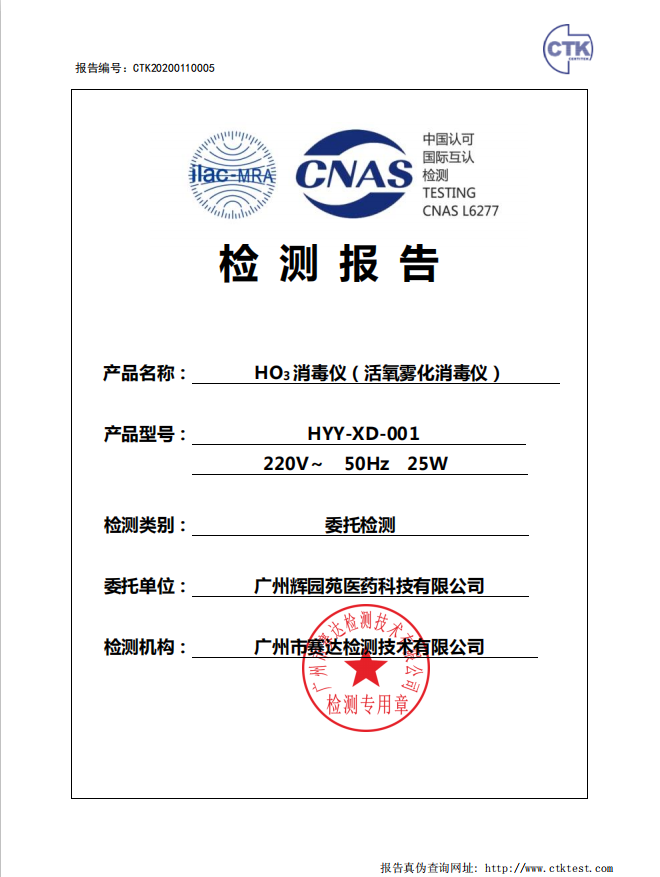 报告编号：CTK20200110005
CTK
ilac-MRA
CNAS
中国认可
国际互认
检测
TESTING
CNAS L6277
检测报告
产品名称： HO₃消毒仪（活氧雾化消毒仪）
产品型号： HYY-XD-001
220V～ 50Hz 25W
检测类别： 委托检测
委托单位： 广州辉园苑医药科技有限公司
检测机构： 广州市赛达检测技术有限公司
广州市赛达检测技术有限公司
检测专用章
报告真伪查询网址: http://www.ctktest.com